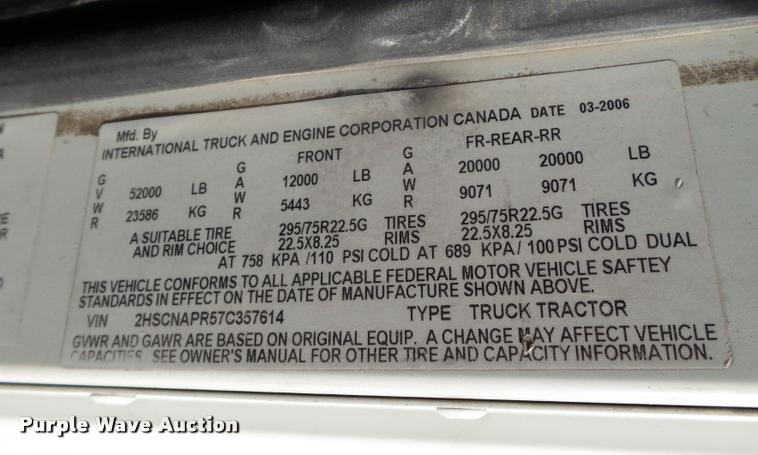 Mfd. By
INTERNATIONAL TRUCK AND ENGINE CORPORATION CANADA DATE 03-2006
G G FRONT G FR-REAR-RR
V 52000 LB A 12000 LB A 20000 20000 LB
W 23586 KG W 5443 KG W 9071 9071 KG
R R R
A SUITABLE TIRE 295/75R22.5G TIRES 295/75R22.5G TIRES
AND RIM CHOICE 22.5X8.25 RIMS 22.5X8.25 RIMS
AT 758 KPA /110 PSI COLD AT 689 KPA/ 100 PSI COLD DUAL
THIS VEHICLE CONFORMS TO ALL APPLICABLE FEDERAL MOTOR VEHICLE SAFTEY
STANDARDS IN EFFECT ON THE DATE OF MANUFACTURE SHOWN ABOVE.
VIN 2HSCNAPR57C357614 TYPE TRUCK TRACTOR
GVWR AND GAWR ARE BASED ON ORIGINAL EQUIP. A CHANGE MAY AFFECT VEHICLE
CAPACITIES. SEE OWNER'S MANUAL FOR OTHER TIRE AND CAPACITY INFORMATION.
Purple Wave Auction